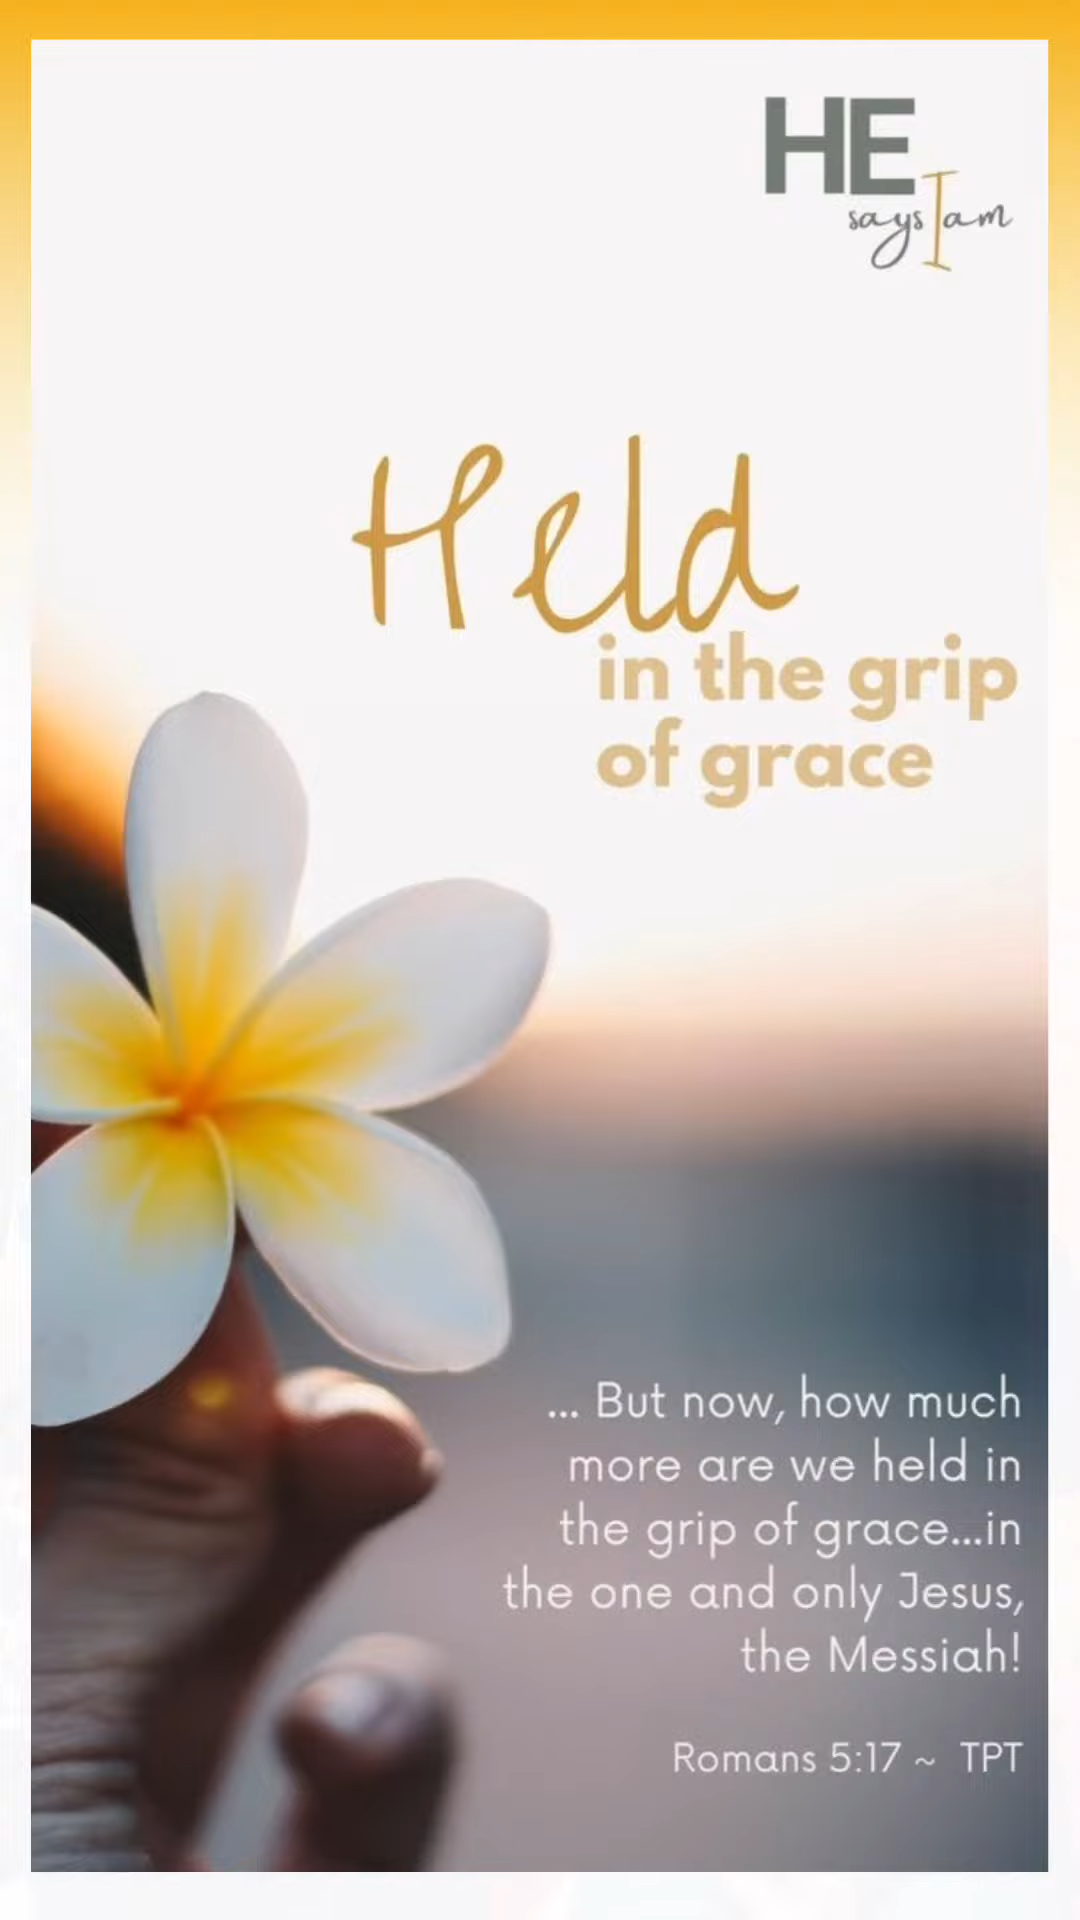 HE
says I am
Held
in the grip
of grace
... But now, how much
more are we held in
the grip of grace...in
the one and only Jesus,
the Messiah!
Romans 5:17 ~ TPT